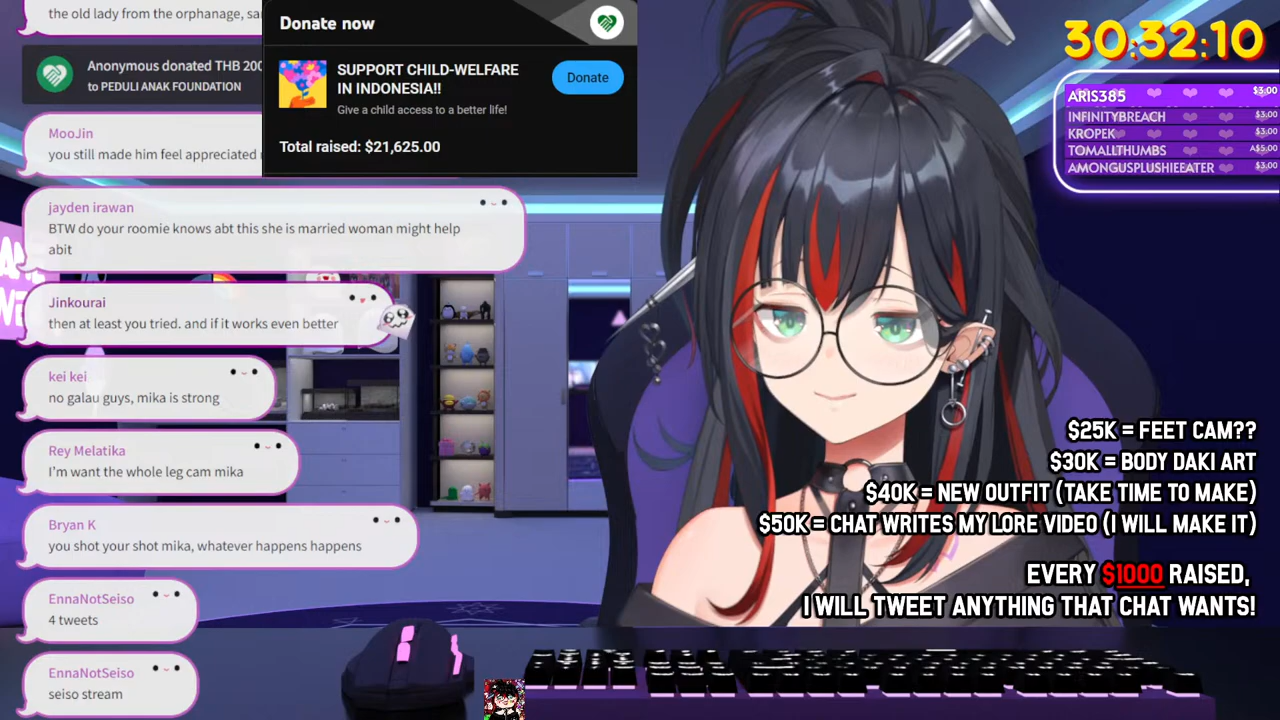 the old lady from the orphanage, sa
Anonymous donated THB 200
to PEDULI ANAK FOUNDATION
MooJin
you still made him feel appreciated
jayden irawan
BTW do your roomie knows abt this she is married woman might help
abit
Jinkourai
then at least you tried. and if it works even better
kei kei
no galau guys, mika is strong
Rey Melatika
I'm want the whole leg cam mika
Bryan K
you shot your shot mika, whatever happens happens
EnnaNotSeiso
4 tweets
EnnaNotSeiso
seiso stream
Donate now
SUPPORT CHILD-WELFARE
IN INDONESIA!!
Give a child access to a better life!
Donate
Total raised: $21,625.00
30:32:10
ARIS385 $3.00
INFINITYBREACH $3.00
KROPEK $3.00
TOMALLTHUMBS A$5.00
AMONGUSPLUSHIEEATER $3.00
$25K = FEET CAM??
$30K = BODY DAKI ART
$40K = NEW OUTFIT (TAKE TIME TO MAKE)
$50K = CHAT WRITES MY LORE VIDEO (I WILL MAKE IT)
EVERY $1000 RAISED,
I WILL TWEET ANYTHING THAT CHAT WANTS!